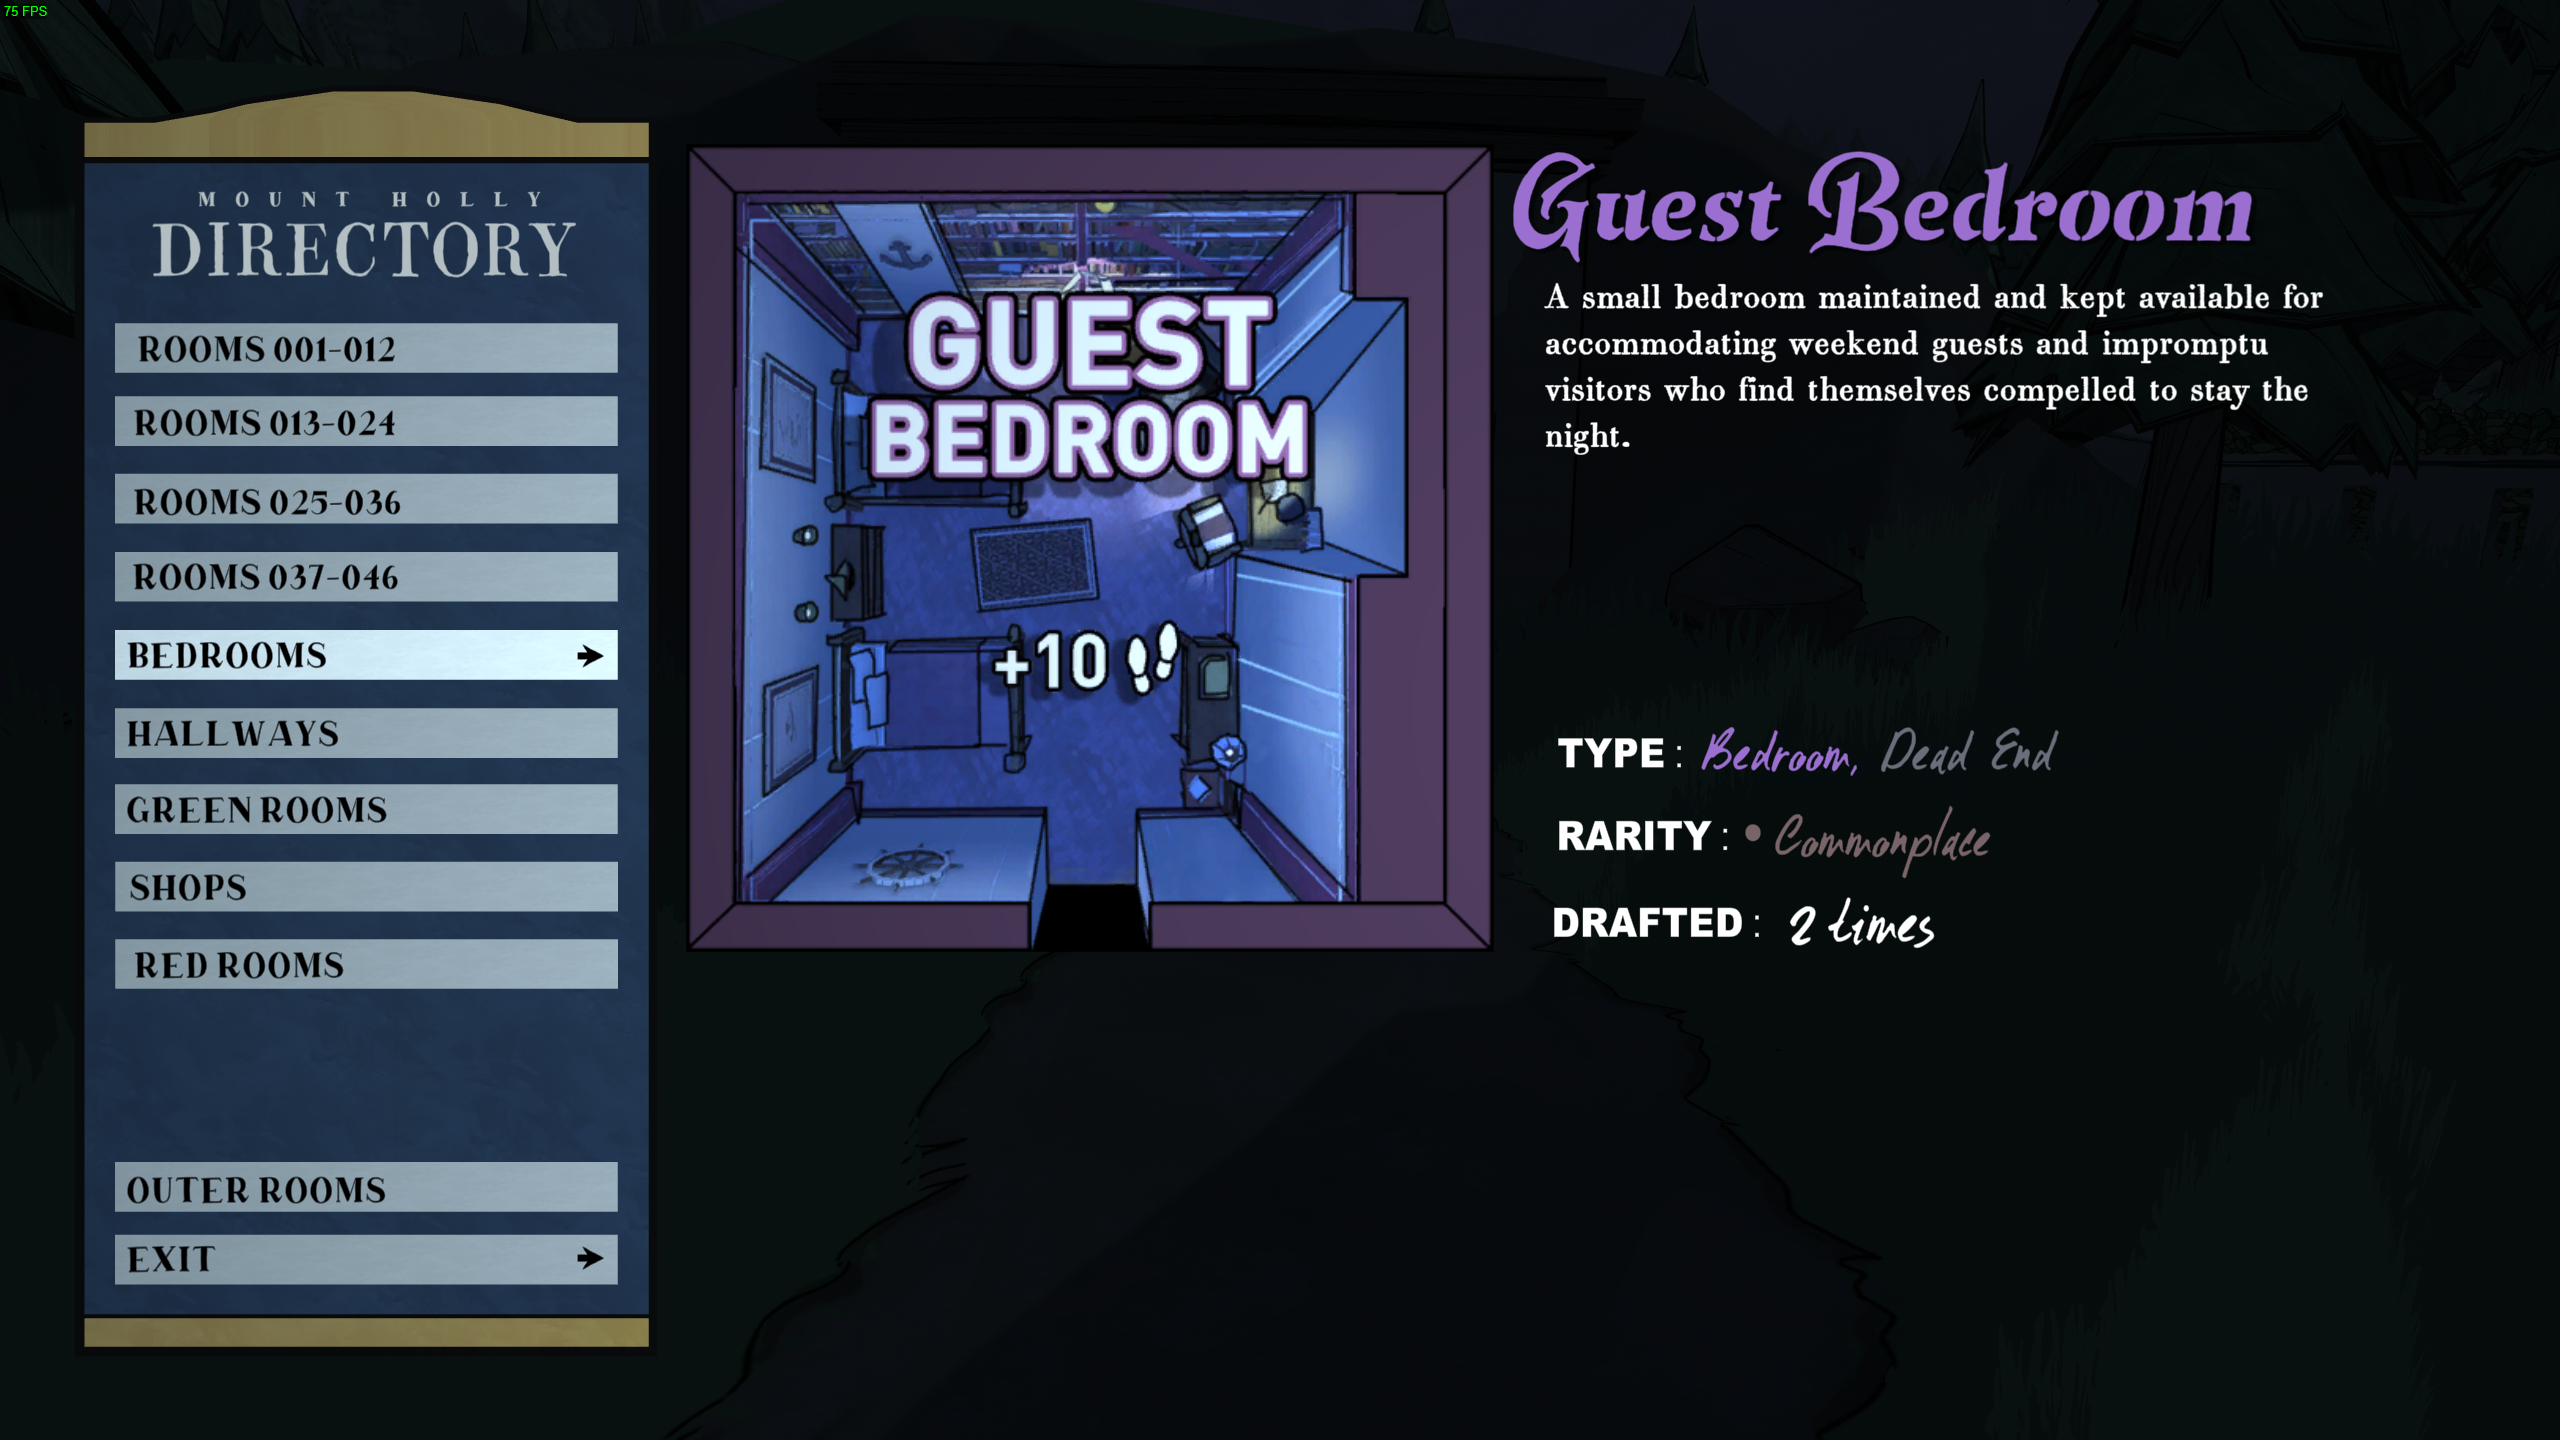 75 FPS
MOUNT HOLLY
DIRECTORY
ROOMS 001-012
ROOMS 013-024
ROOMS 025-036
ROOMS 037-046
BEDROOMS
HALLWAYS
GREEN ROOMS
SHOPS
RED ROOMS
OUTER ROOMS
EXIT
GUEST
BEDROOM
+10
Guest Bedroom
A small bedroom maintained and kept available for
accommodating weekend guests and impromptu
visitors who find themselves compelled to stay the
night.
TYPE : Bedroom, Dead End
RARITY : • Commonplace
DRAFTED : 2 times